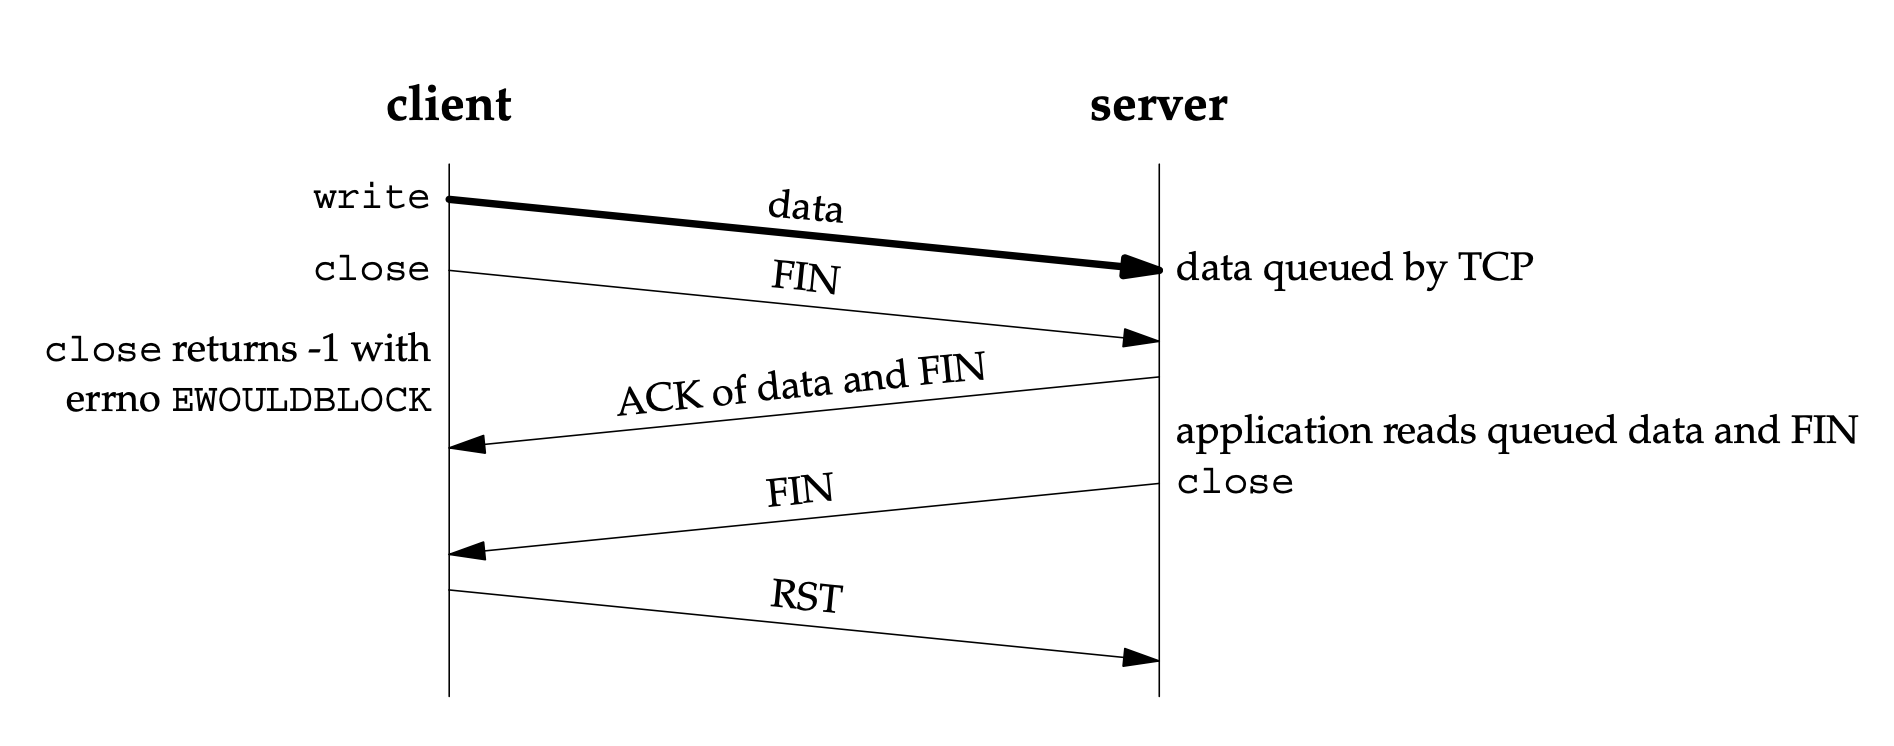 client
server
write
data
close
FIN
data queued by TCP
close returns -1 with
errno EWOULDBLOCK
ACK of data and FIN
application reads queued data and FIN
close
FIN
RST